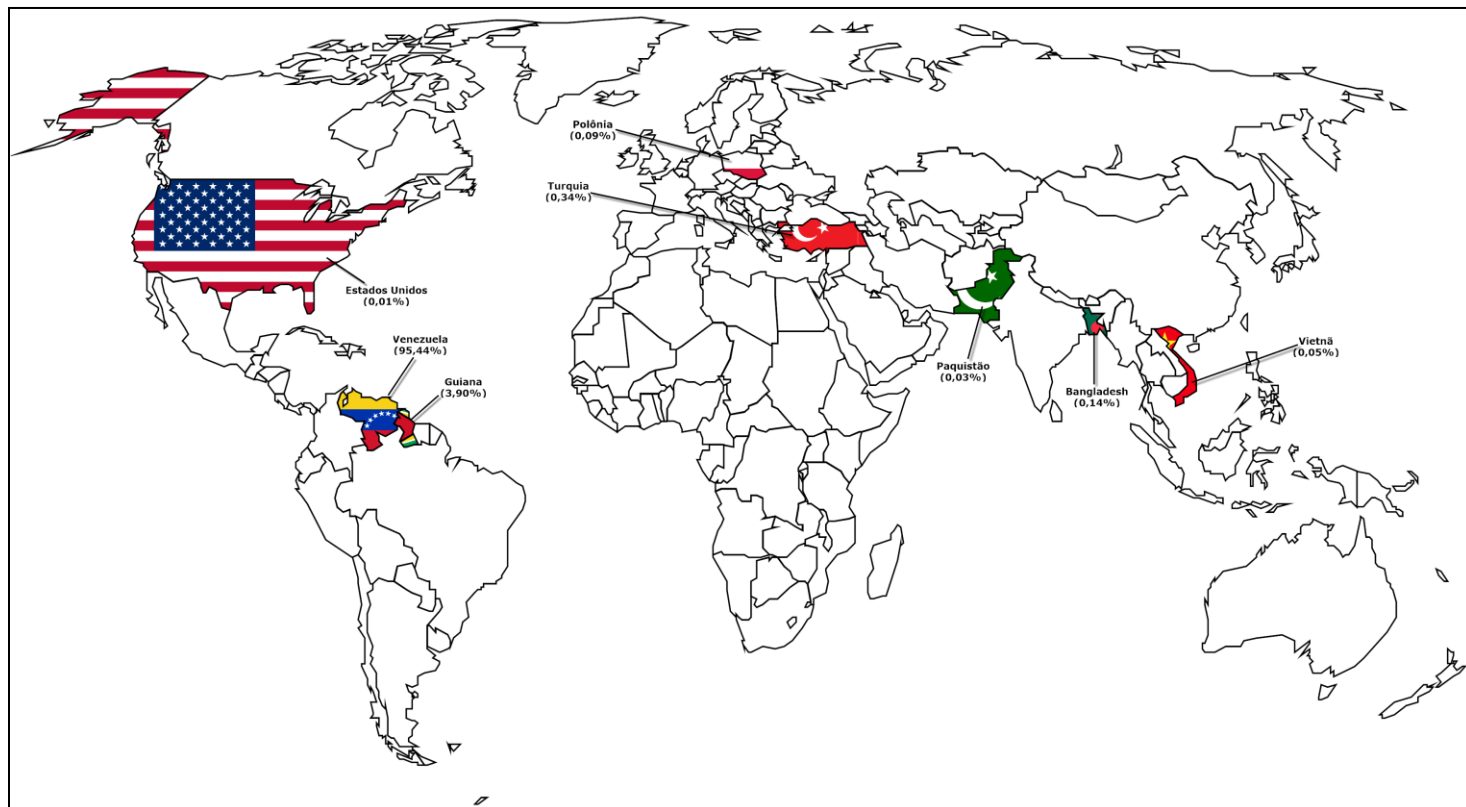 Polônia
(0,09%)
Turquia
(0,34%)
Estados Unidos
(0,01%)
Venezuela
(95,44%)
Guiana
(3,90%)
Paquistão
(0,03%)
Bangladesh
(0,14%)
Vietnã
(0,05%)